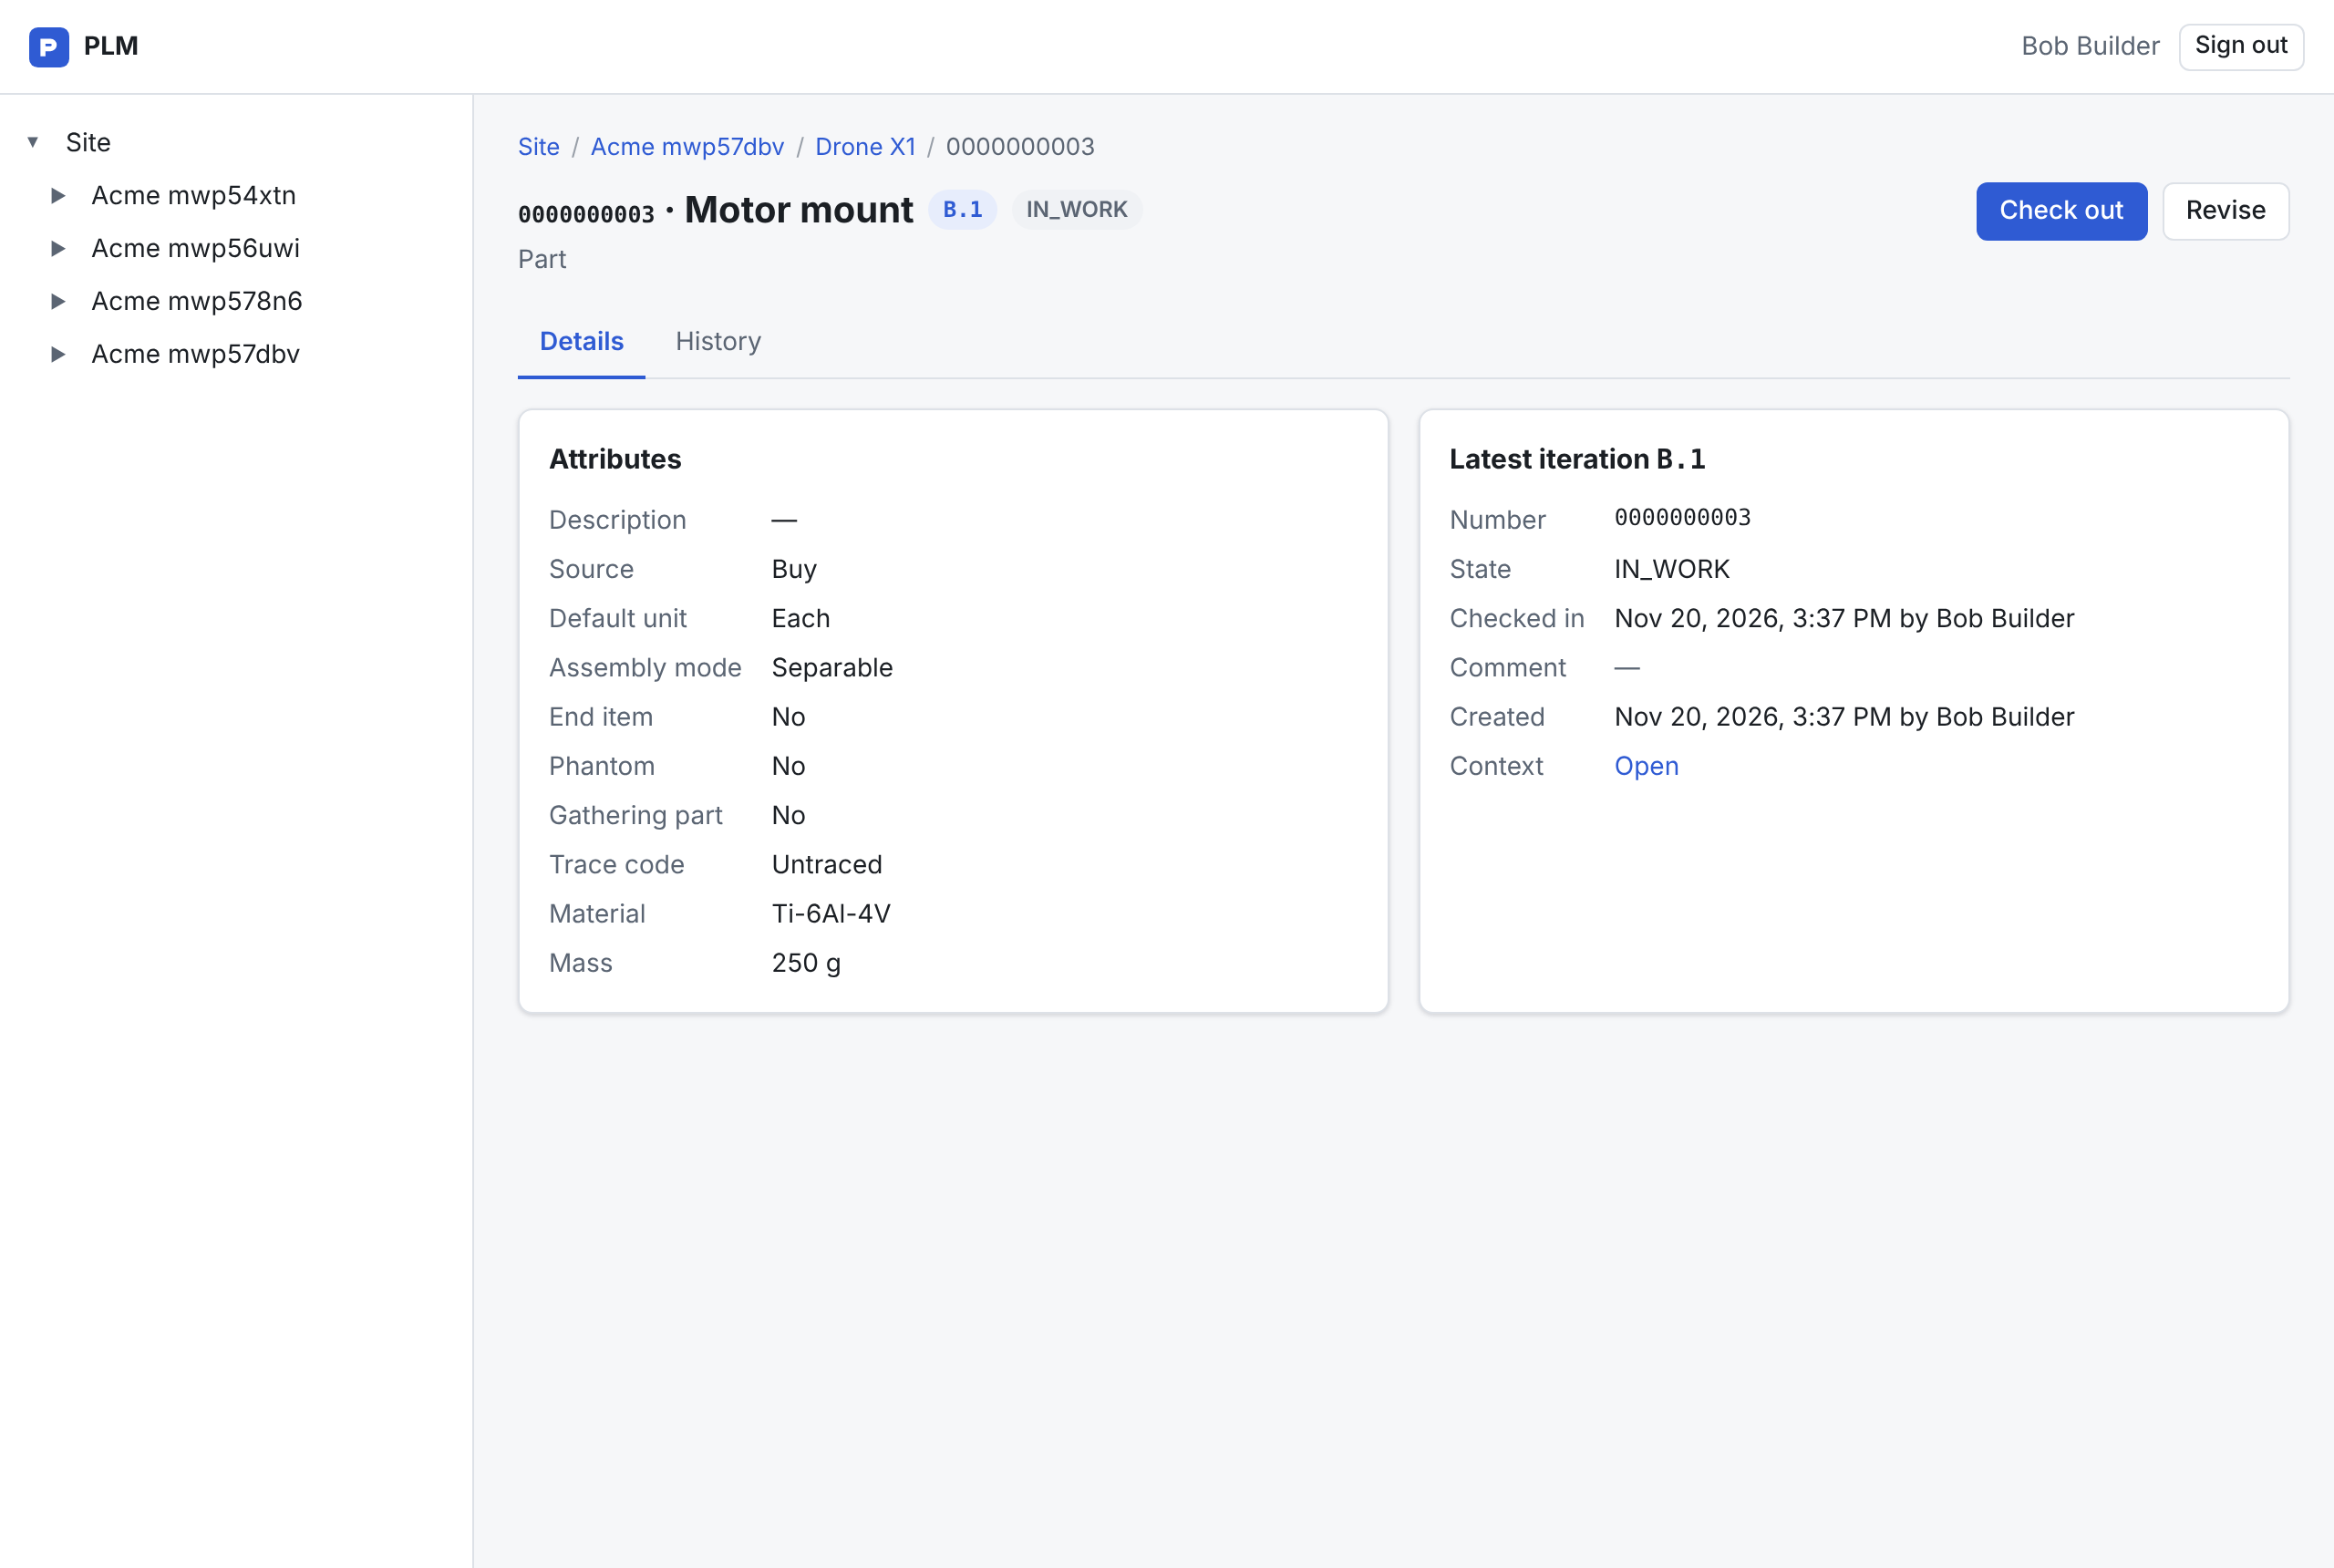 P PLM
Bob Builder Sign out
▼ Site
▶ Acme mwp54xtn
▶ Acme mwp56uwi
▶ Acme mwp578n6
▶ Acme mwp57dbv
Site / Acme mwp57dbv / Drone X1 / 0000000003
0000000003 · Motor mount B.1 IN_WORK
Check out Revise
Part
Details History
Attributes
Description —
Source Buy
Default unit Each
Assembly mode Separable
End item No
Phantom No
Gathering part No
Trace code Untraced
Material Ti-6Al-4V
Mass 250 g
Latest iteration B.1
Number 0000000003
State IN_WORK
Checked in Nov 20, 2026, 3:37 PM by Bob Builder
Comment —
Created Nov 20, 2026, 3:37 PM by Bob Builder
Context Open